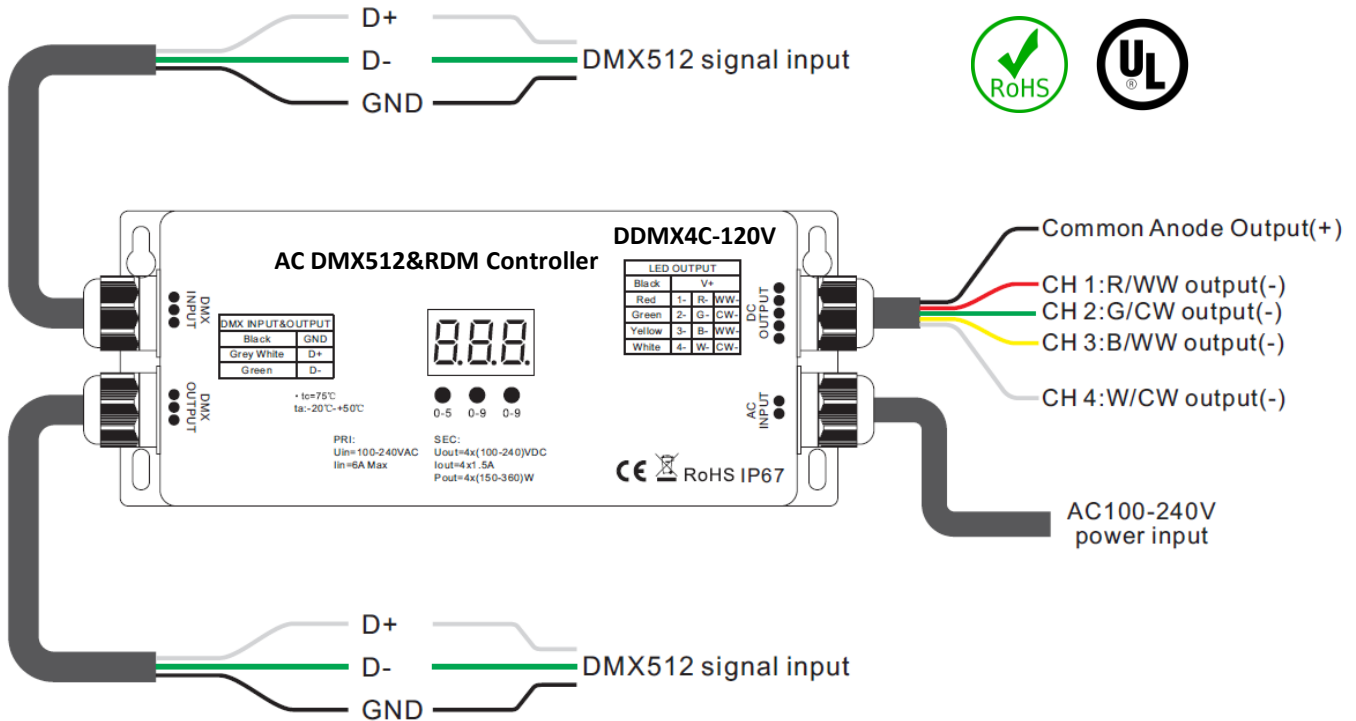 D+
D-
GND
DMX512 signal input
RoHS
UL
®
AC DMX512&RDM Controller
DDMX4C-120V
DMX INPUT
DMX INPUT&OUTPUT
Black GND
Grey White D+
Green D-
8.8.8.
0-5 0-9 0-9
LED OUTPUT
Black V+
Red 1- R- WW-
Green 2- G- CW-
Yellow 3- B- WW-
White 4- W- CW-
DC OUTPUT
DMX OUTPUT
AC INPUT
• tc=75℃
ta:-20℃-+50℃
PRI:
Uin=100-240VAC
Iin=6A Max
SEC:
Uout=4x(100-240)VDC
Iout=4x1.5A
Pout=4x(150-360)W
CE RoHS IP67
Common Anode Output(+)
CH 1:R/WW output(-)
CH 2:G/CW output(-)
CH 3:B/WW output(-)
CH 4:W/CW output(-)
AC100-240V
power input
D+
D-
GND
DMX512 signal input